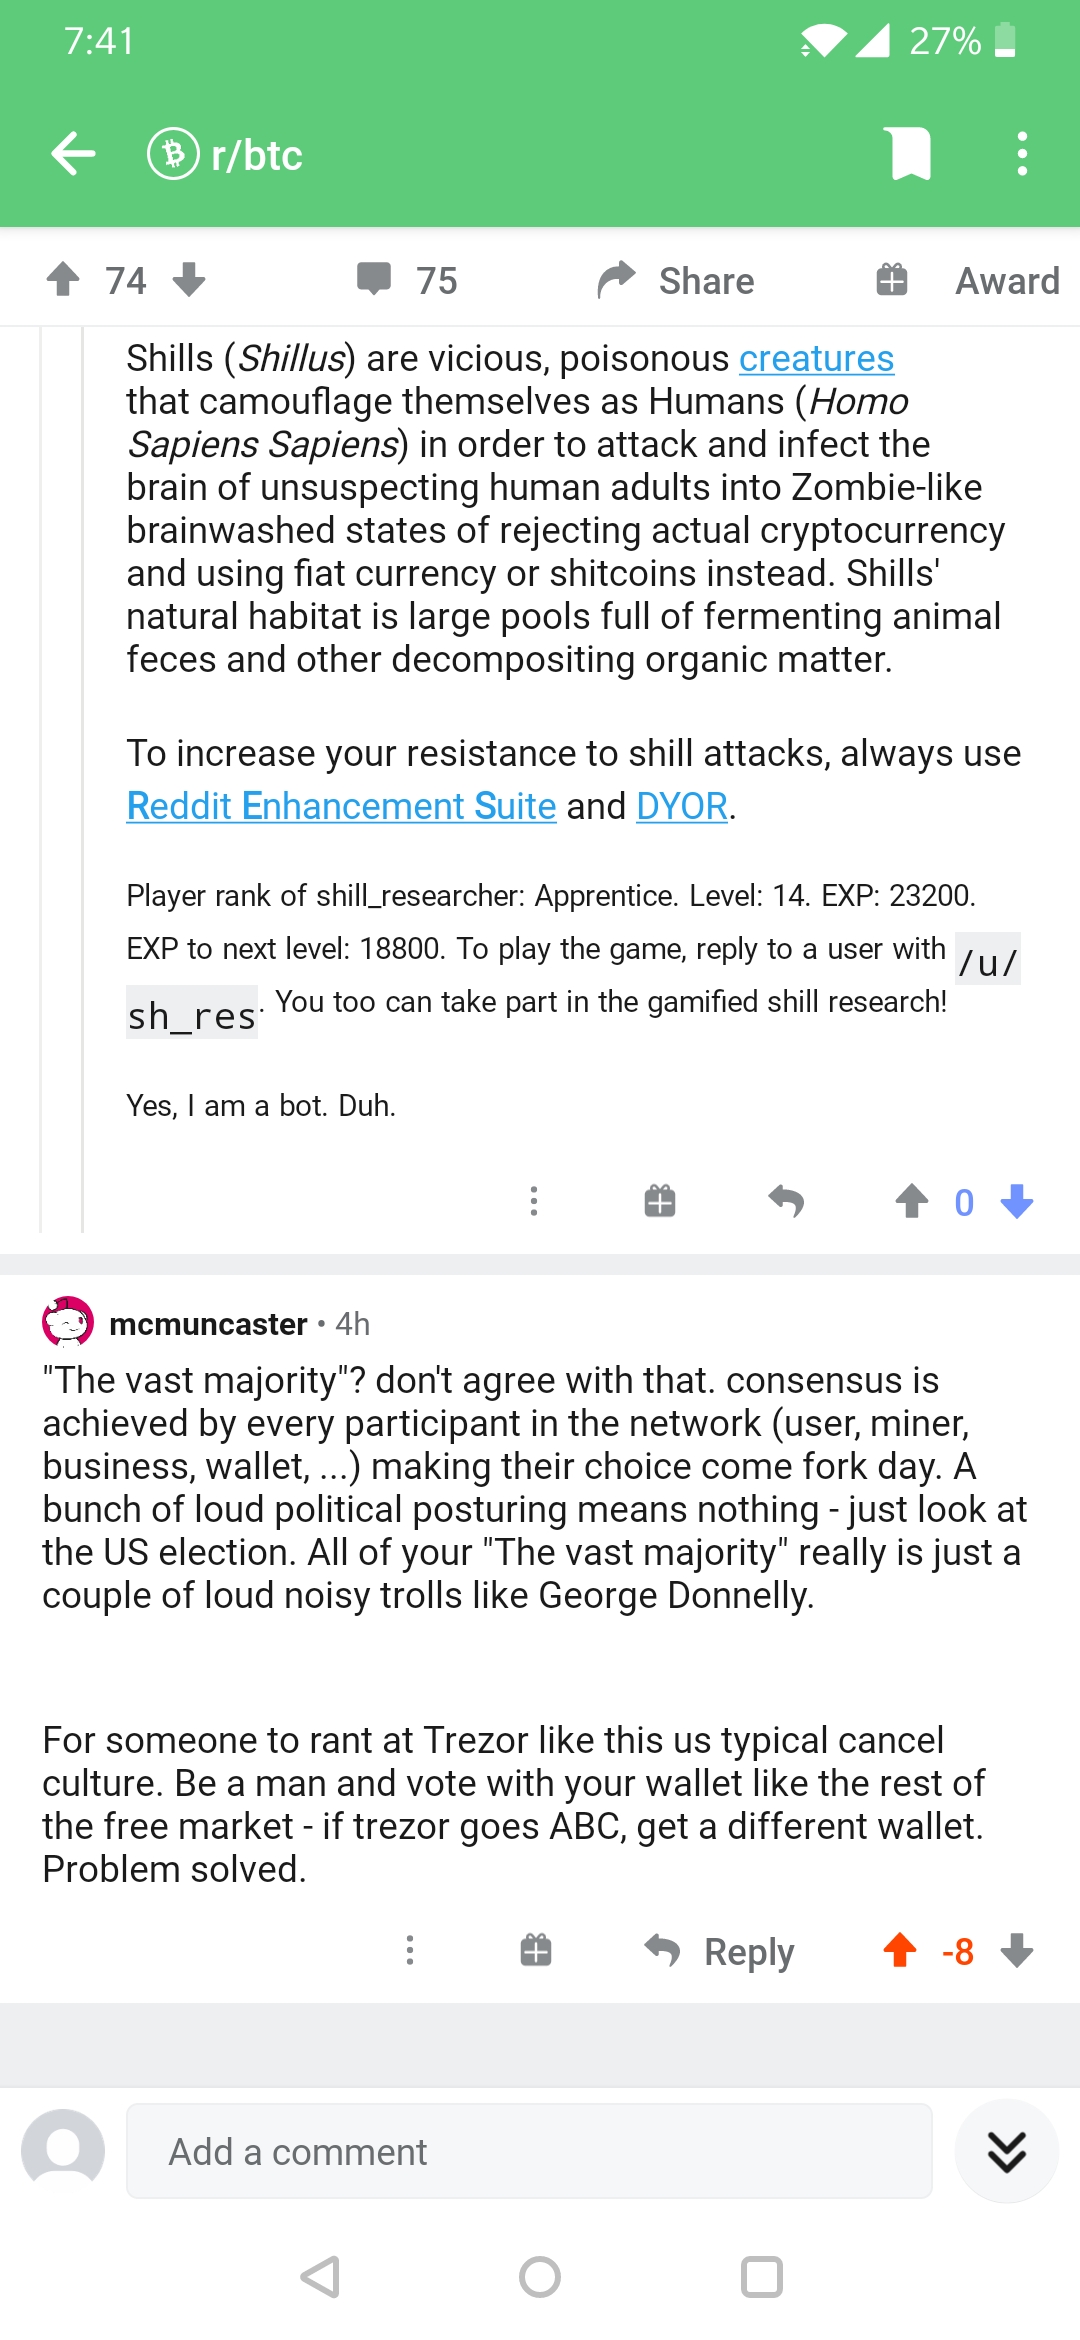 7:41
27%
r/btc
74
75
Share
Award
Shills (Shillus) are vicious, poisonous creatures
that camouflage themselves as Humans (Homo
Sapiens Sapiens) in order to attack and infect the
brain of unsuspecting human adults into Zombie-like
brainwashed states of rejecting actual cryptocurrency
and using fiat currency or shitcoins instead. Shills'
natural habitat is large pools full of fermenting animal
feces and other decompositing organic matter.
To increase your resistance to shill attacks, always use
Reddit Enhancement Suite and DYOR.
Player rank of shill_researcher: Apprentice. Level: 14. EXP: 23200.
EXP to next level: 18800. To play the game, reply to a user with /u/
sh_res. You too can take part in the gamified shill research!
Yes, I am a bot. Duh.
0
mcmuncaster • 4h
"The vast majority"? don't agree with that. consensus is
achieved by every participant in the network (user, miner,
business, wallet, ...) making their choice come fork day. A
bunch of loud political posturing means nothing - just look at
the US election. All of your "The vast majority" really is just a
couple of loud noisy trolls like George Donnelly.
For someone to rant at Trezor like this us typical cancel
culture. Be a man and vote with your wallet like the rest of
the free market - if trezor goes ABC, get a different wallet.
Problem solved.
Reply
-8
Add a comment